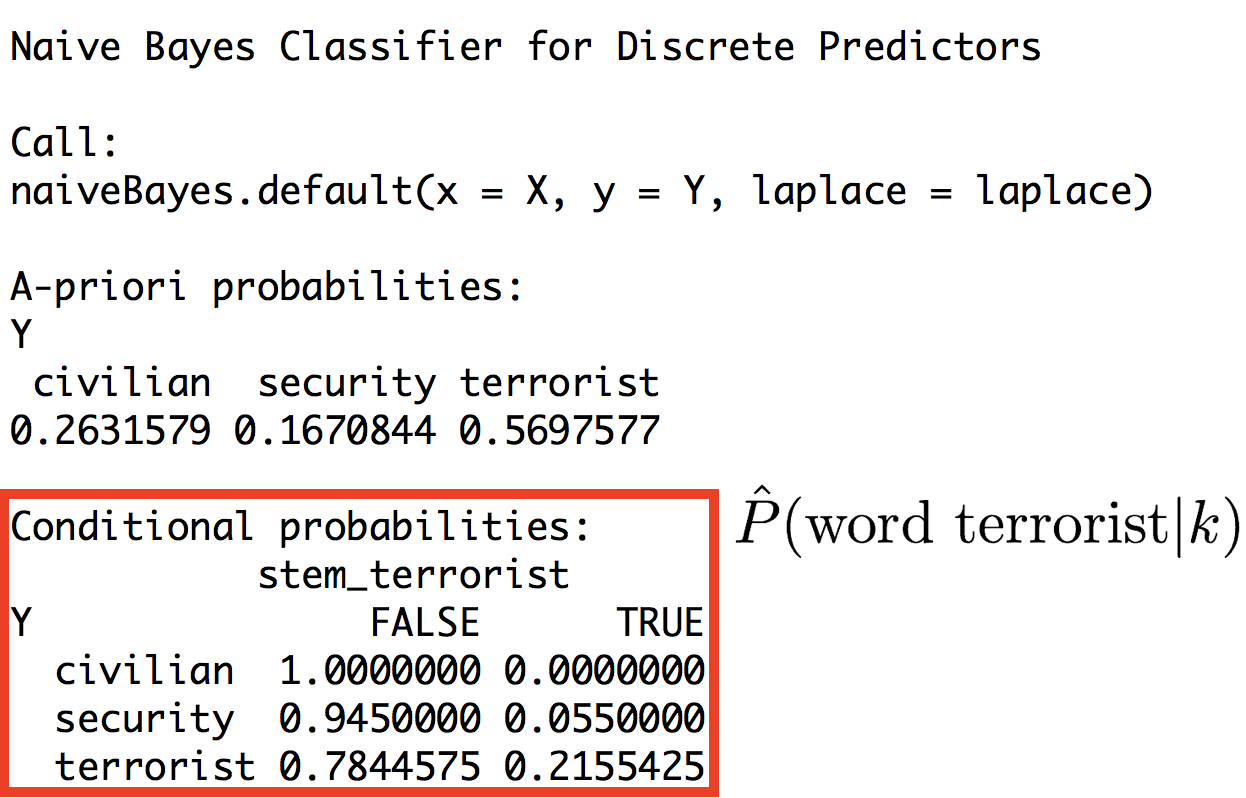 Naive Bayes Classifier for Discrete Predictors
Call:
naiveBayes.default(x = X, y = Y, laplace = laplace)
A-priori probabilities:
Y
civilian security terrorist
0.2631579 0.1670844 0.5697577
Conditional probabilities:
P̂(word terrorist|k)
stem_terrorist
Y FALSE TRUE
civilian 1.0000000 0.0000000
security 0.9450000 0.0550000
terrorist 0.7844575 0.2155425